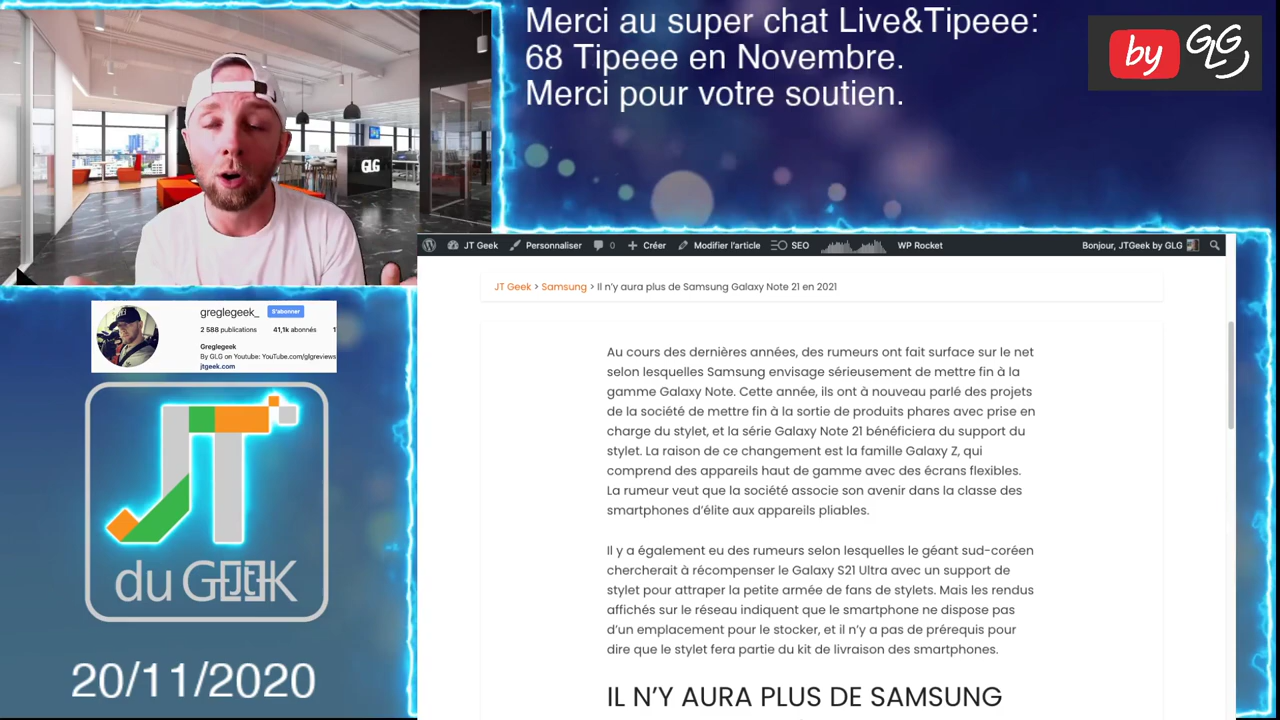 Merci au super chat Live&Tipeee:
68 Tipeee en Novembre.
Merci pour votre soutien.
by GLG
GLG
JT Geek Personnaliser 0 Créer Modifier l'article SEO WP Rocket Bonjour, JTGeek by GLG
JT Geek > Samsung > Il n'y aura plus de Samsung Galaxy Note 21 en 2021
greglegeek_ S'abonner
2 588 publications 41,1k abonnés 1
Greglegeek
By GLG on Youtube: YouTube.com/glgreviews
jtgeek.com
Au cours des dernières années, des rumeurs ont fait surface sur le net
selon lesquelles Samsung envisage sérieusement de mettre fin à la
gamme Galaxy Note. Cette année, ils ont à nouveau parlé des projets
de la société de mettre fin à la sortie de produits phares avec prise en
charge du stylet, et la série Galaxy Note 21 bénéficiera du support du
stylet. La raison de ce changement est la famille Galaxy Z, qui
comprend des appareils haut de gamme avec des écrans flexibles.
La rumeur veut que la société associe son avenir dans la classe des
smartphones d'élite aux appareils pliables.
Il y a également eu des rumeurs selon lesquelles le géant sud-coréen
chercherait à récompenser le Galaxy S21 Ultra avec un support de
stylet pour attraper la petite armée de fans de stylets. Mais les rendus
affichés sur le réseau indiquent que le smartphone ne dispose pas
d'un emplacement pour le stocker, et il n'y a pas de prérequis pour
dire que le stylet fera partie du kit de livraison des smartphones.
IL N'Y AURA PLUS DE SAMSUNG
JT
du GEEK
20/11/2020